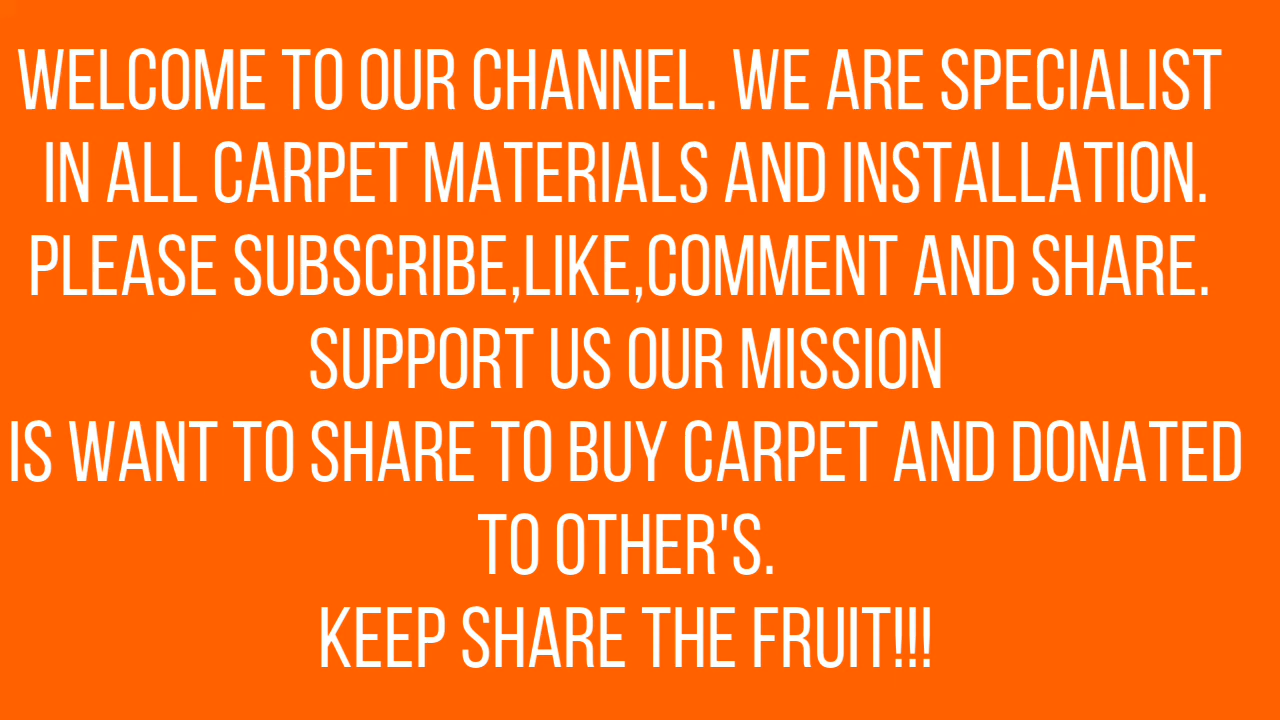 WELCOME TO OUR CHANNEL. WE ARE SPECIALIST
IN ALL CARPET MATERIALS AND INSTALLATION.
PLEASE SUBSCRIBE,LIKE,COMMENT AND SHARE.
SUPPORT US OUR MISSION
IS WANT TO SHARE TO BUY CARPET AND DONATED
TO OTHER'S.
KEEP SHARE THE FRUIT!!!